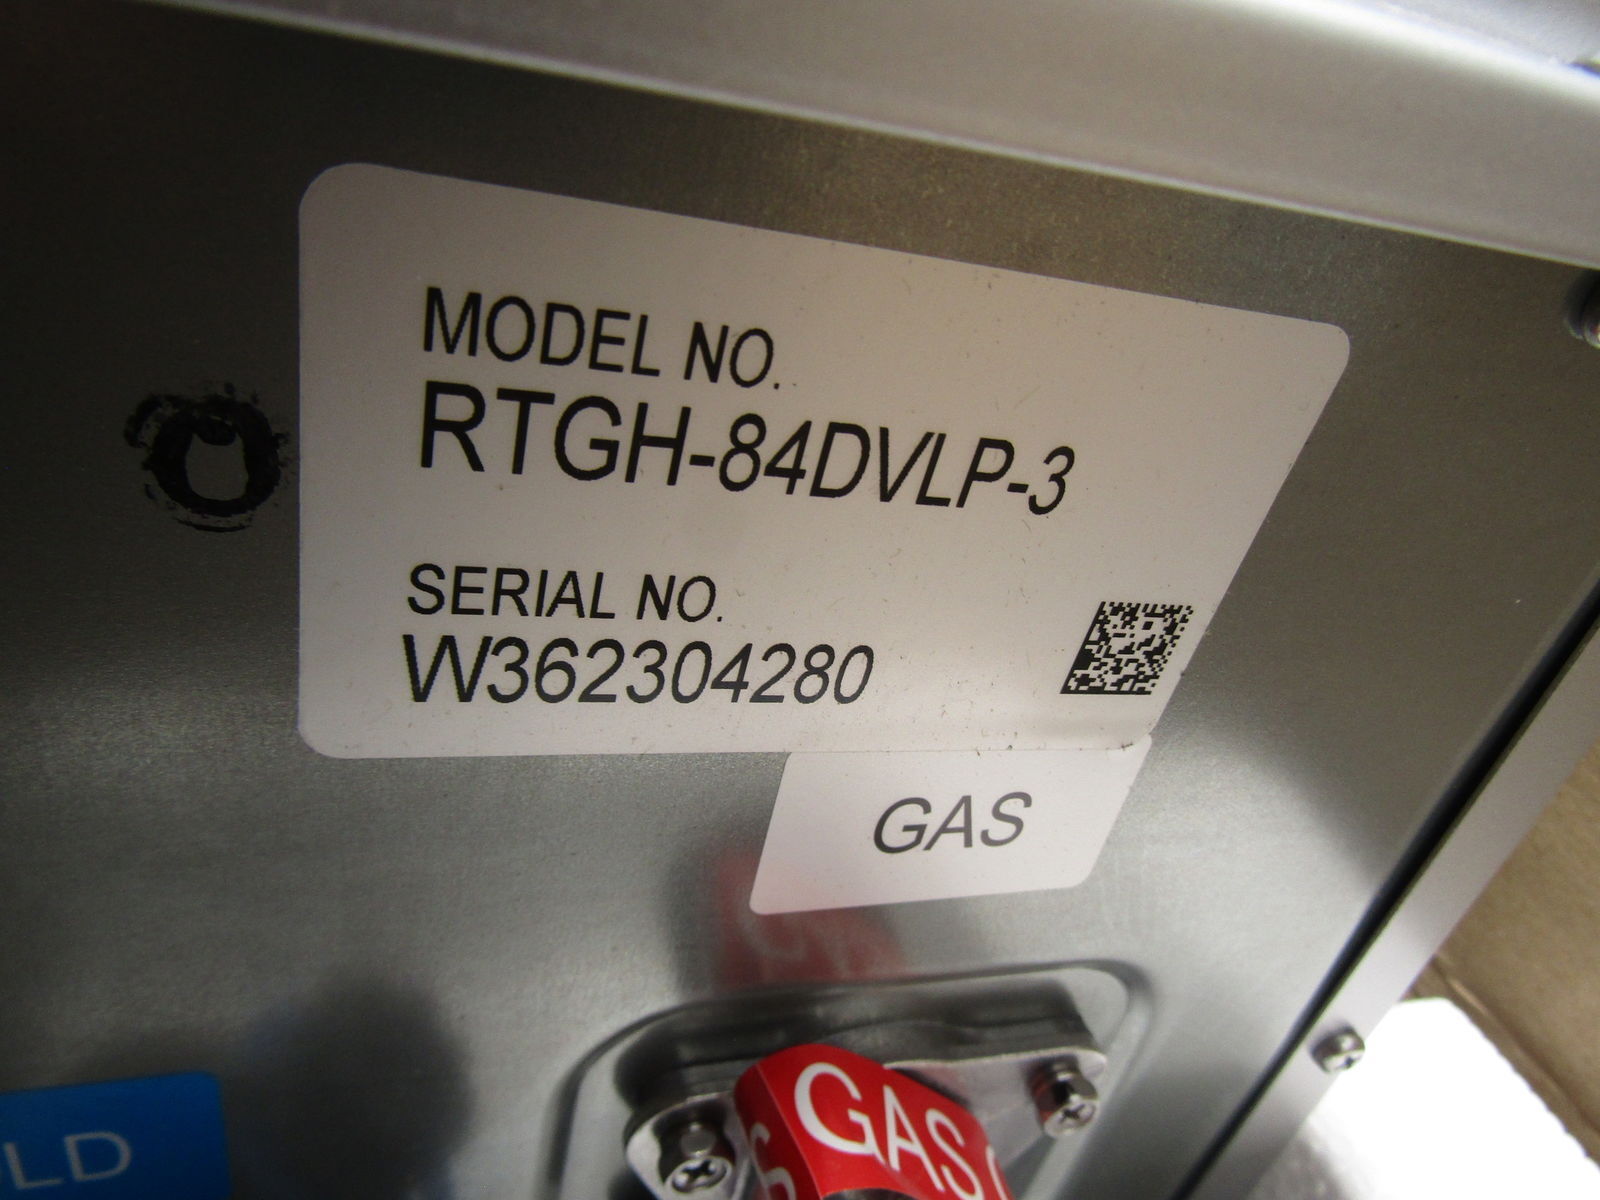 MODEL NO.
RTGH-84DVLP-3
SERIAL NO.
W362304280
GAS
GAS
LD